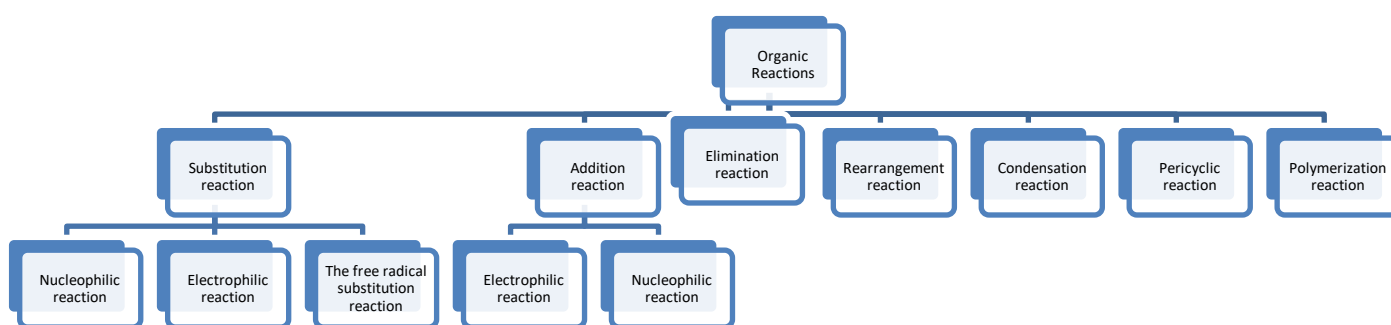 Organic
Reactions
Substitution
reaction
Addition
reaction
Elimination
reaction
Rearrangement
reaction
Condensation
reaction
Pericyclic
reaction
Polymerization
reaction
Nucleophilic
reaction
Electrophilic
reaction
The free radical
substitution
reaction
Electrophilic
reaction
Nucleophilic
reaction